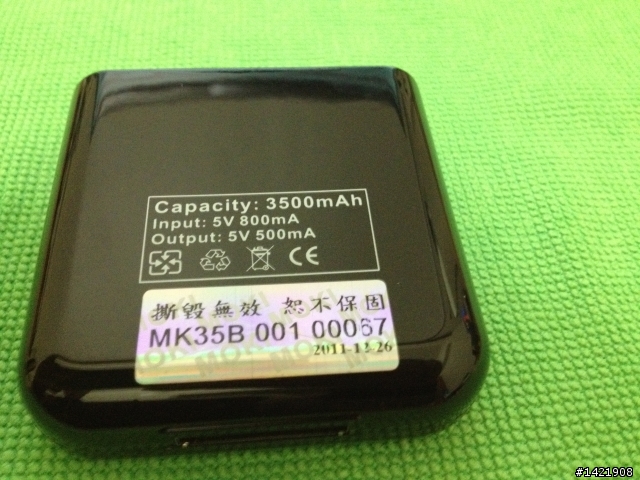 Capacity: 3500mAh
Input: 5V 800mA
Output: 5V 500mA
CE
撕毀無效 恕不保固
MK35B 001 00067
2011-12-26
#1421908